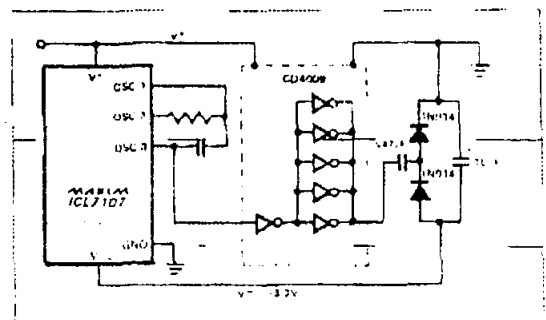 V+
CD4009
V+
OSC 1
OSC 2
OSC 3
1N914
1N914
MAXIM
ICL7107
GND
V-